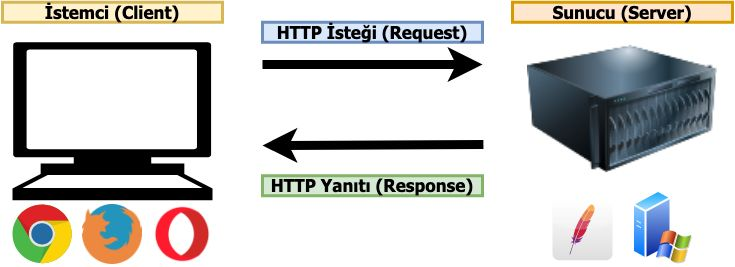 İstemci (Client)
HTTP İsteği (Request)
Sunucu (Server)
HTTP Yanıtı (Response)